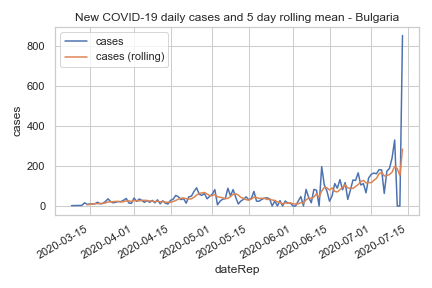 New COVID-19 daily cases and 5 day rolling mean - Bulgaria
cases
cases (rolling)
800
600
400
200
0
cases
2020-03-15
2020-04-01
2020-04-15
2020-05-01
2020-05-15
2020-06-01
2020-06-15
2020-07-01
2020-07-15
dateRep